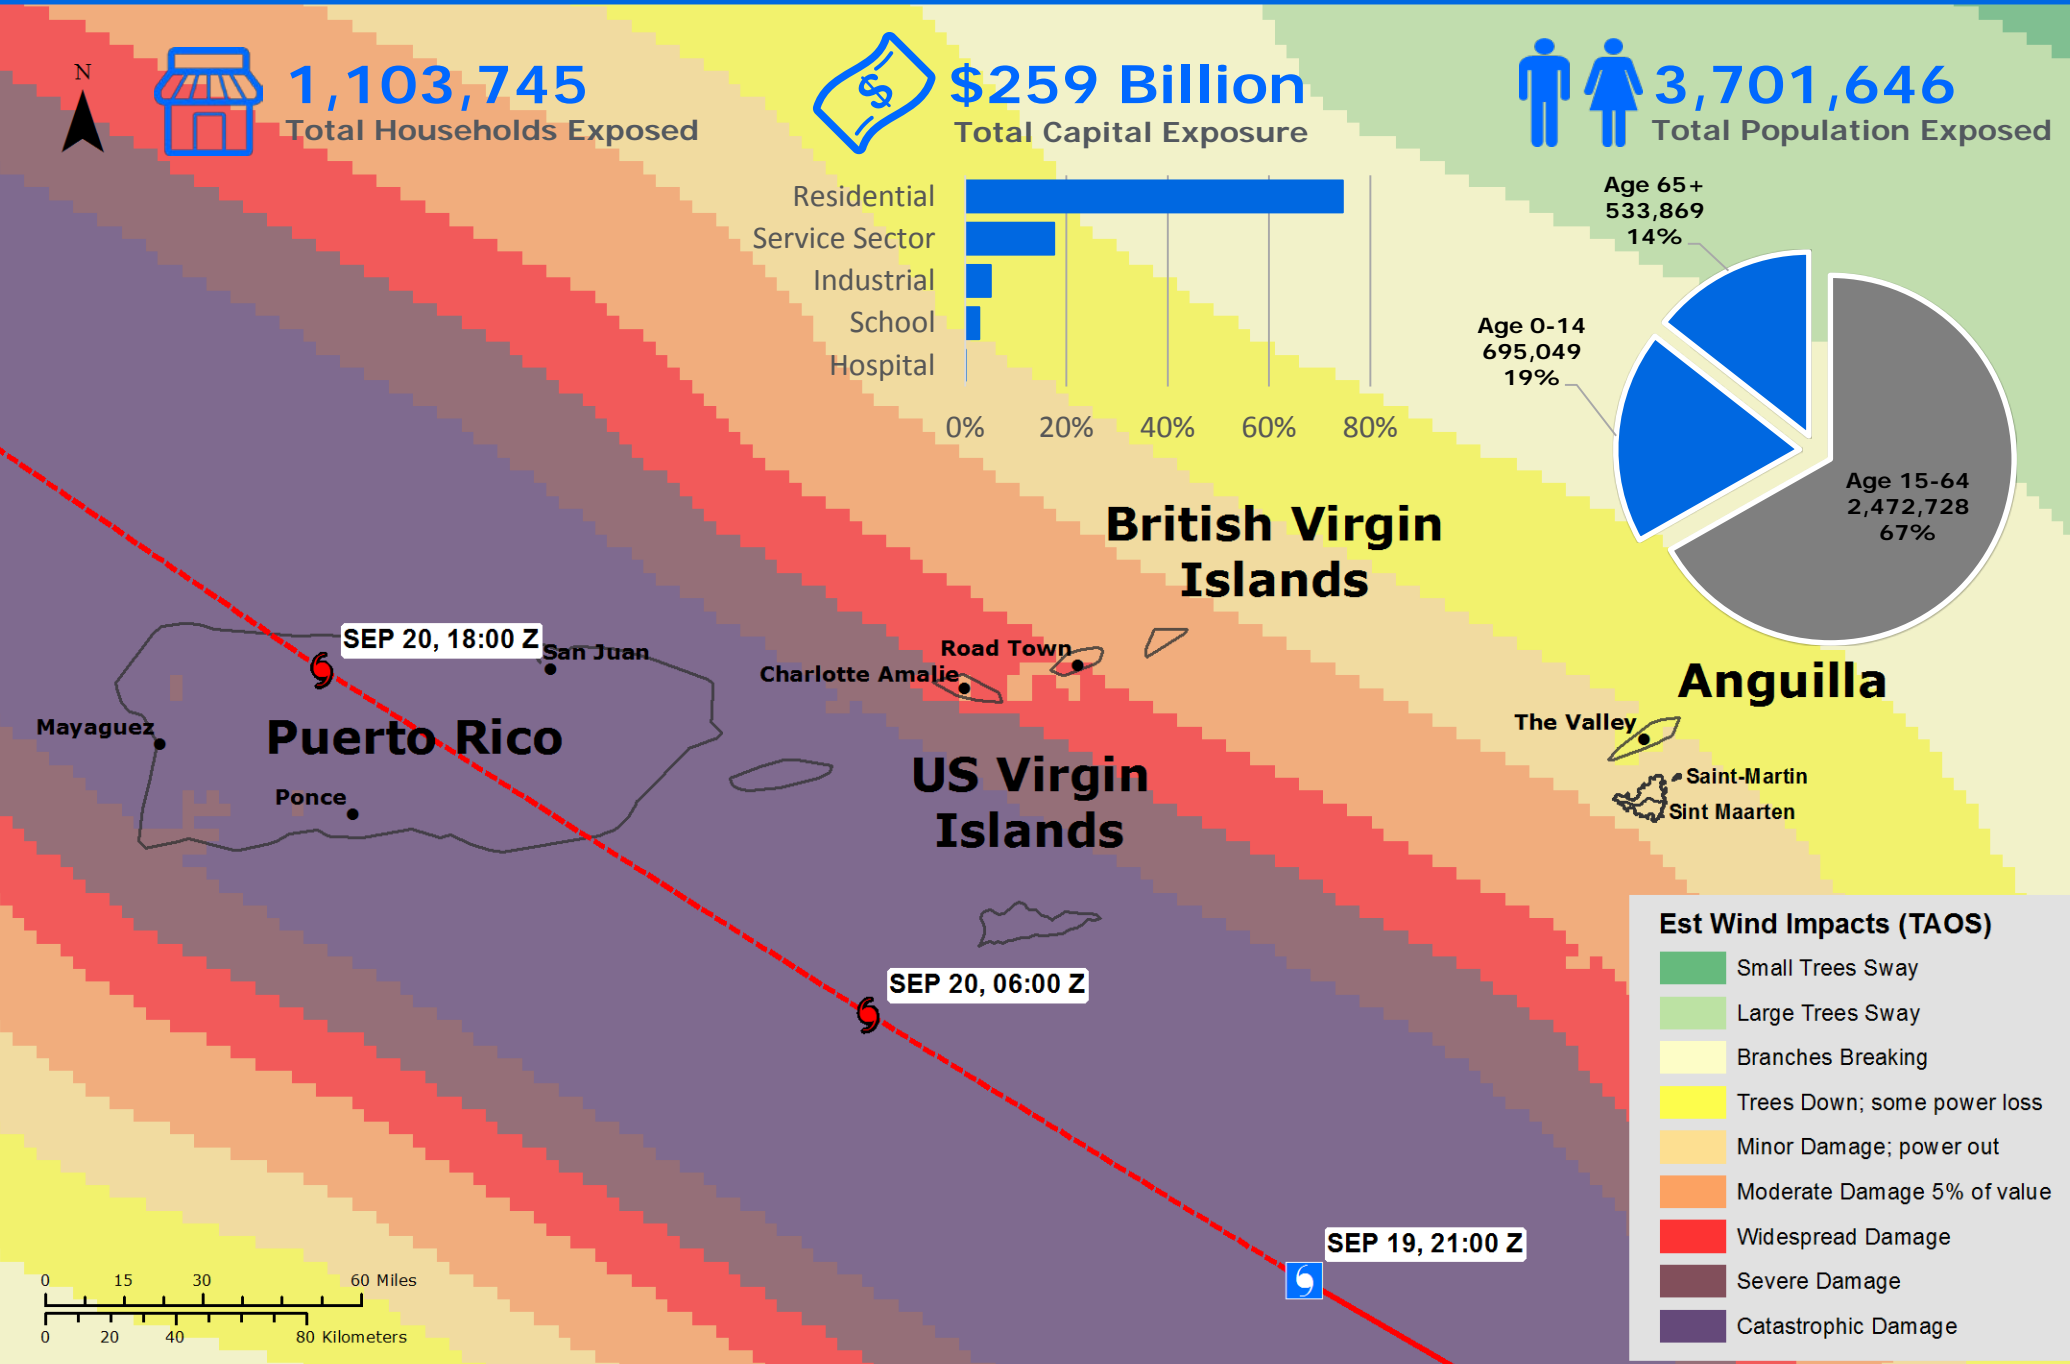 N
1,103,745
Total Households Exposed
$
$259 Billion
Total Capital Exposure
3,701,646
Total Population Exposed
Residential
Service Sector
Industrial
School
Hospital
0% 20% 40% 60% 80%
Age 65+
533,869
14%
Age 0-14
695,049
19%
Age 15-64
2,472,728
67%
British Virgin
Islands
SEP 20, 18:00 Z
San Juan
Road Town
Charlotte Amalie
Anguilla
The Valley
Mayaguez
Puerto Rico
Ponce
US Virgin
Islands
Saint-Martin
Sint Maarten
SEP 20, 06:00 Z
SEP 19, 21:00 Z
Est Wind Impacts (TAOS)
Small Trees Sway
Large Trees Sway
Branches Breaking
Trees Down; some power loss
Minor Damage; power out
Moderate Damage 5% of value
Widespread Damage
Severe Damage
Catastrophic Damage
0 15 30 60 Miles
0 20 40 80 Kilometers